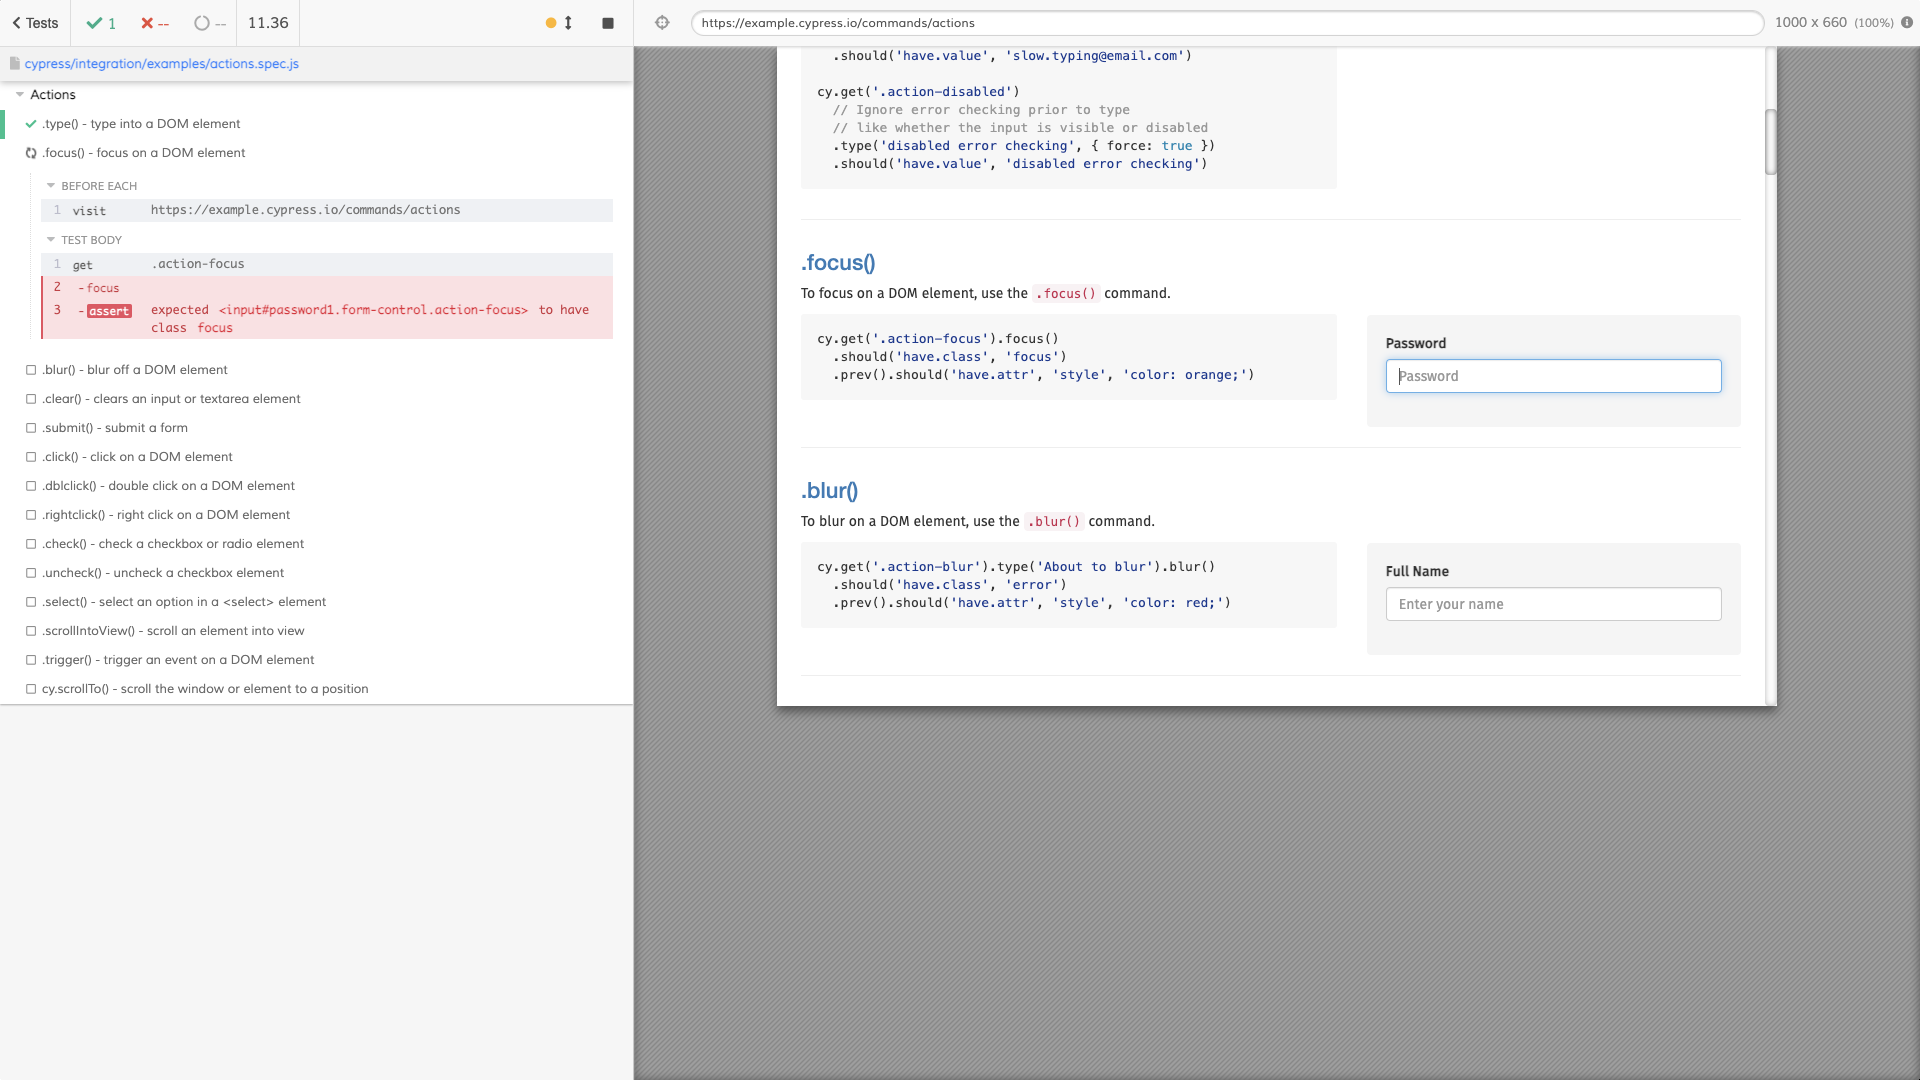 Tests
1
--
--
11.36
cypress/integration/examples/actions.spec.js
Actions
.type() - type into a DOM element
.focus() - focus on a DOM element
BEFORE EACH
1 visit https://example.cypress.io/commands/actions
TEST BODY
1 get .action-focus
2 -focus
3 -assert expected <input#password1.form-control.action-focus> to have
class focus
.blur() - blur off a DOM element
.clear() - clears an input or textarea element
.submit() - submit a form
.click() - click on a DOM element
.dblclick() - double click on a DOM element
.rightclick() - right click on a DOM element
.check() - check a checkbox or radio element
.uncheck() - uncheck a checkbox element
.select() - select an option in a <select> element
.scrollIntoView() - scroll an element into view
.trigger() - trigger an event on a DOM element
cy.scrollTo() - scroll the window or element to a position
https://example.cypress.io/commands/actions
1000 x 660 (100%)
.should('have.value', 'slow.typing@email.com')
cy.get('.action-disabled')
// Ignore error checking prior to type
// like whether the input is visible or disabled
.type('disabled error checking', { force: true })
.should('have.value', 'disabled error checking')
.focus()
To focus on a DOM element, use the .focus() command.
cy.get('.action-focus').focus()
.should('have.class', 'focus')
.prev().should('have.attr', 'style', 'color: orange;')
Password
Password
.blur()
To blur on a DOM element, use the .blur() command.
cy.get('.action-blur').type('About to blur').blur()
.should('have.class', 'error')
.prev().should('have.attr', 'style', 'color: red;')
Full Name
Enter your name